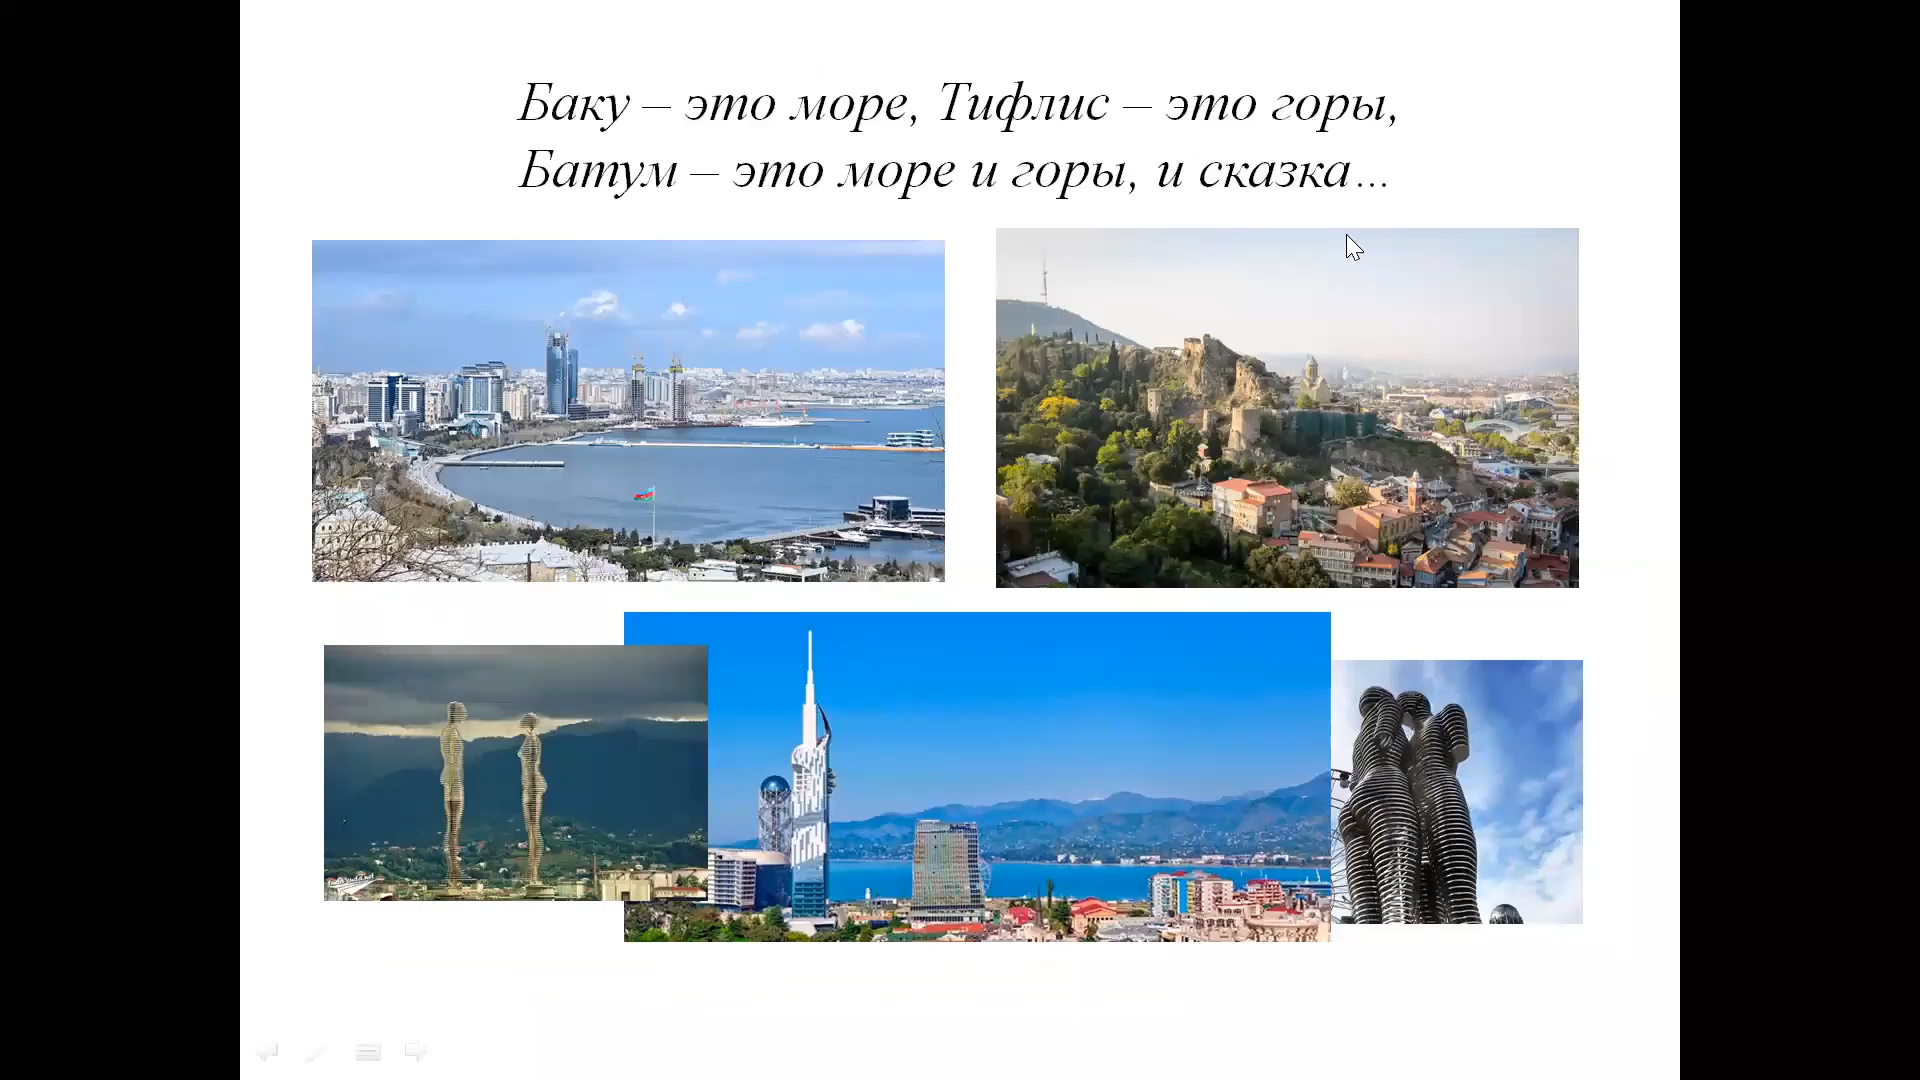 Баку – это море, Тифлис – это горы,
Батум – это море и горы, и сказка...